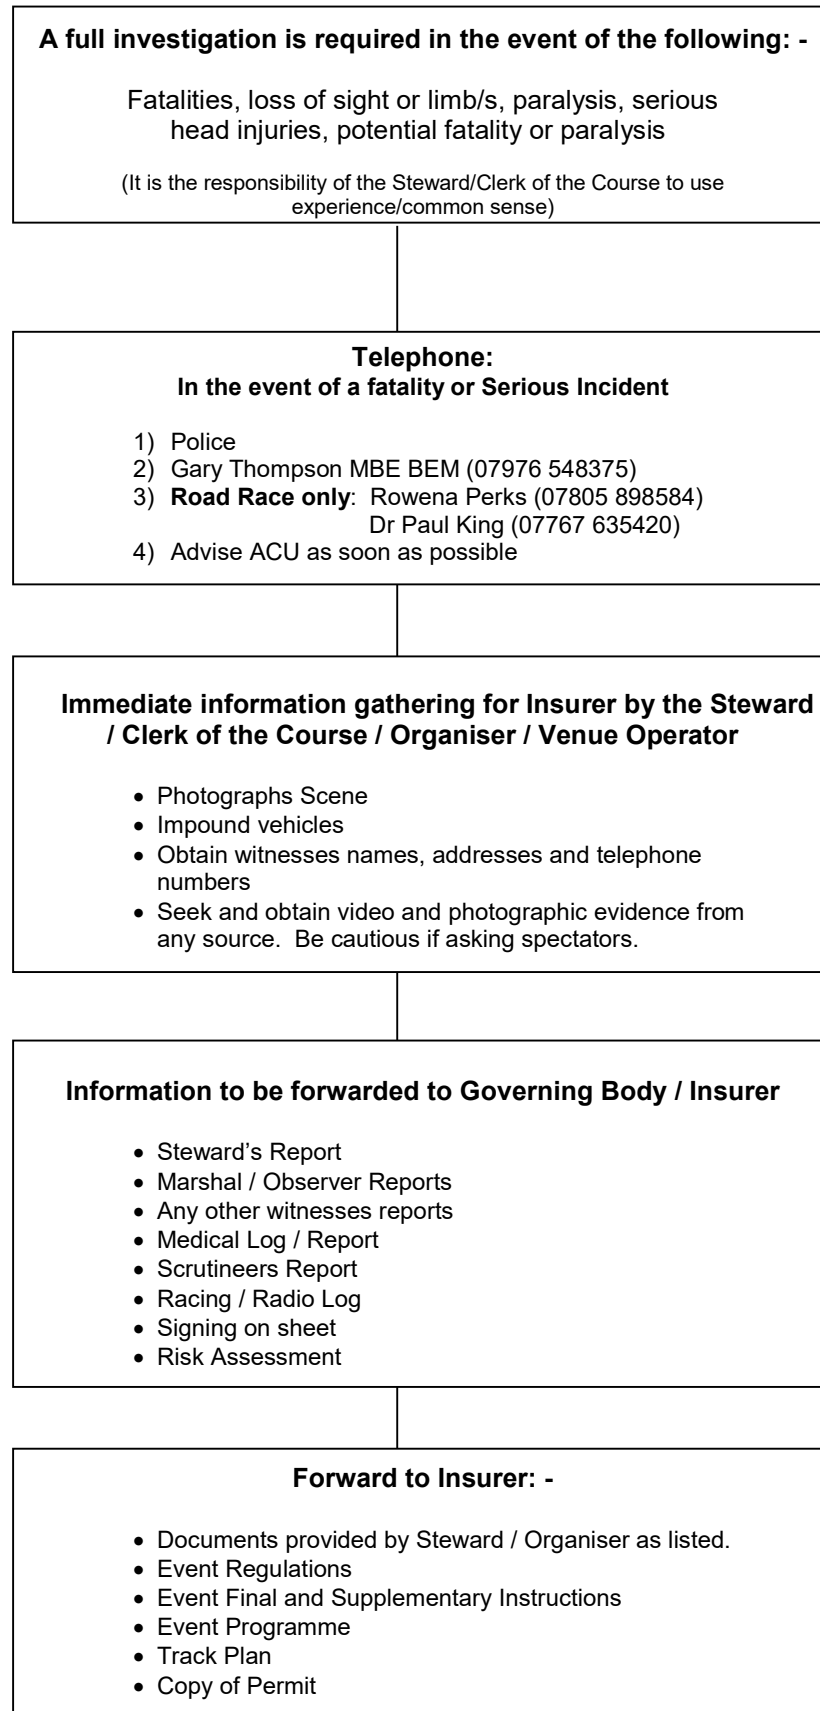 A full investigation is required in the event of the following: -
Fatalities, loss of sight or limb/s, paralysis, serious
head injuries, potential fatality or paralysis
(It is the responsibility of the Steward/Clerk of the Course to use
experience/common sense)
Telephone:
In the event of a fatality or Serious Incident
1) Police
2) Gary Thompson MBE BEM (07976 548375)
3) Road Race only: Rowena Perks (07805 898584)
Dr Paul King (07767 635420)
4) Advise ACU as soon as possible
Immediate information gathering for Insurer by the Steward
/ Clerk of the Course / Organiser / Venue Operator
• Photographs Scene
• Impound vehicles
• Obtain witnesses names, addresses and telephone
numbers
• Seek and obtain video and photographic evidence from
any source. Be cautious if asking spectators.
Information to be forwarded to Governing Body / Insurer
• Steward’s Report
• Marshal / Observer Reports
• Any other witnesses reports
• Medical Log / Report
• Scrutineers Report
• Racing / Radio Log
• Signing on sheet
• Risk Assessment
Forward to Insurer: -
• Documents provided by Steward / Organiser as listed.
• Event Regulations
• Event Final and Supplementary Instructions
• Event Programme
• Track Plan
• Copy of Permit